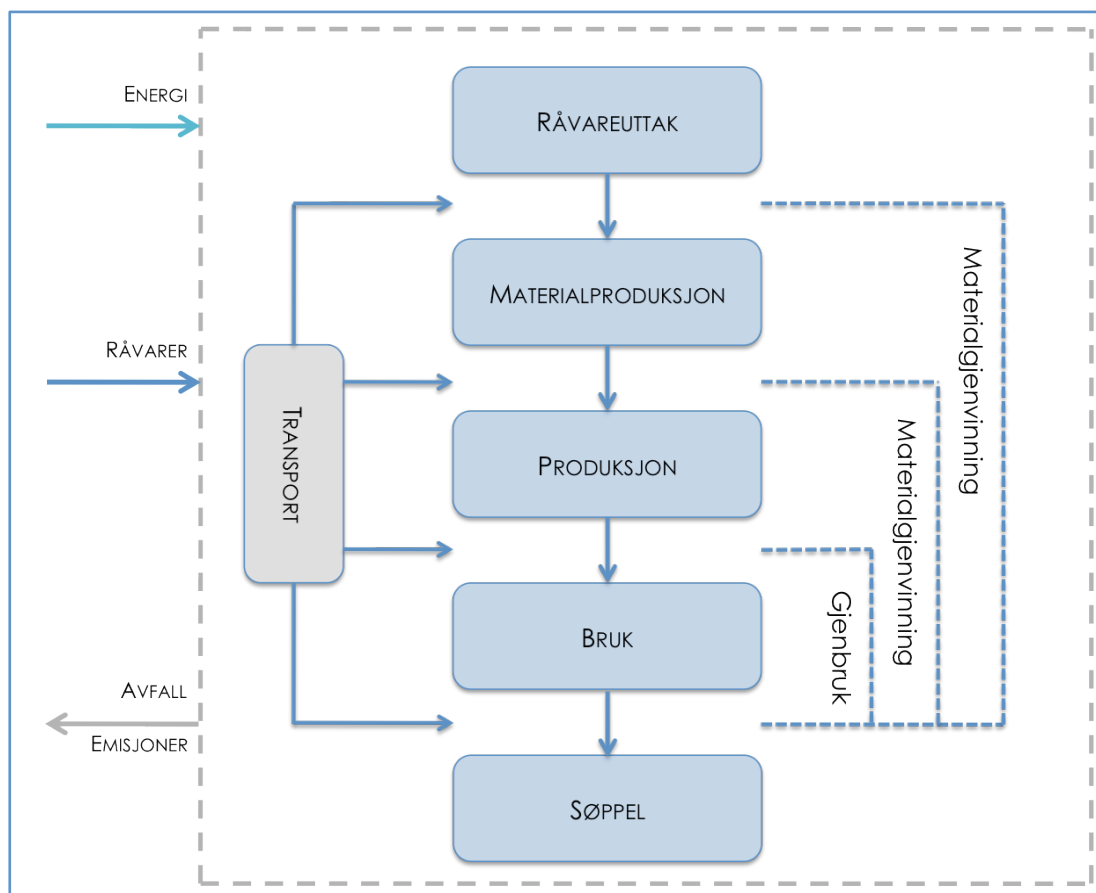 Energi
Råvareuttak
Materialproduksjon
Råvarer
Transport
Produksjon
Bruk
Avfall
Emisjoner
Søppel
Gjenbruk
Materialgjenvinning
Materialgjenvinning